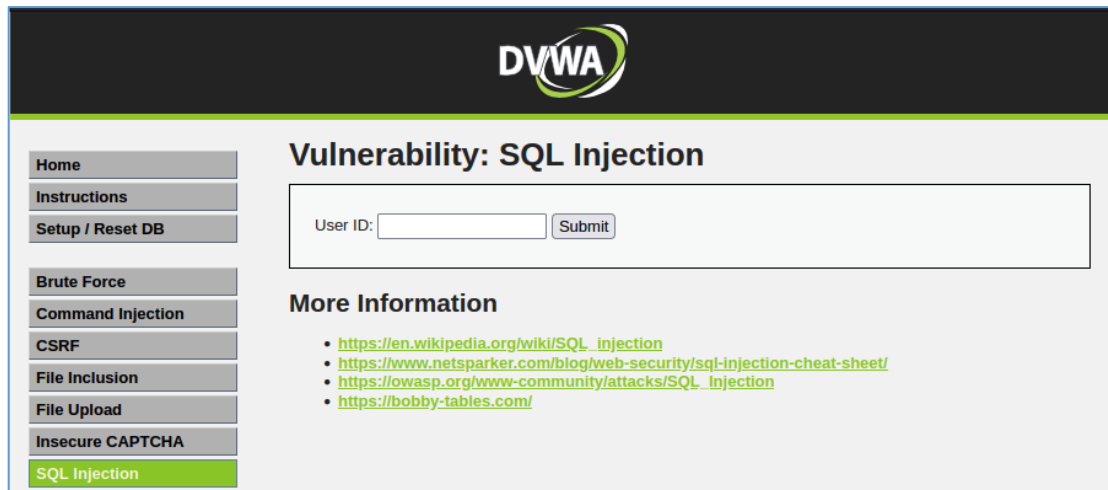 DVWA
Home
Instructions
Setup / Reset DB
Brute Force
Command Injection
CSRF
File Inclusion
File Upload
Insecure CAPTCHA
SQL Injection
Vulnerability: SQL Injection
User ID:
Submit
More Information
https://en.wikipedia.org/wiki/SQL_injection
https://www.netsparker.com/blog/web-security/sql-injection-cheat-sheet/
https://owasp.org/www-community/attacks/SQL_Injection
https://bobby-tables.com/